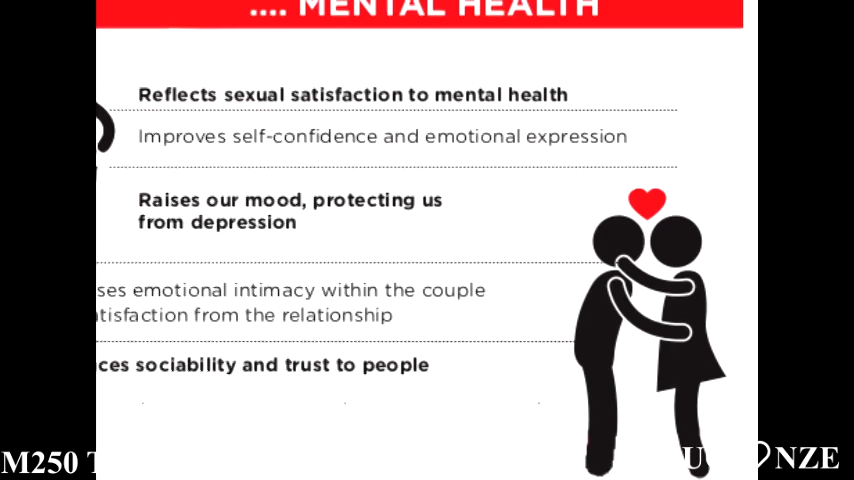 .... MENTAL HEALTH
Reflects sexual satisfaction to mental health
Improves self-confidence and emotional expression
Raises our mood, protecting us
from depression
ses emotional intimacy within the couple
tisfaction from the relationship
ces sociability and trust to people
M250
NZE